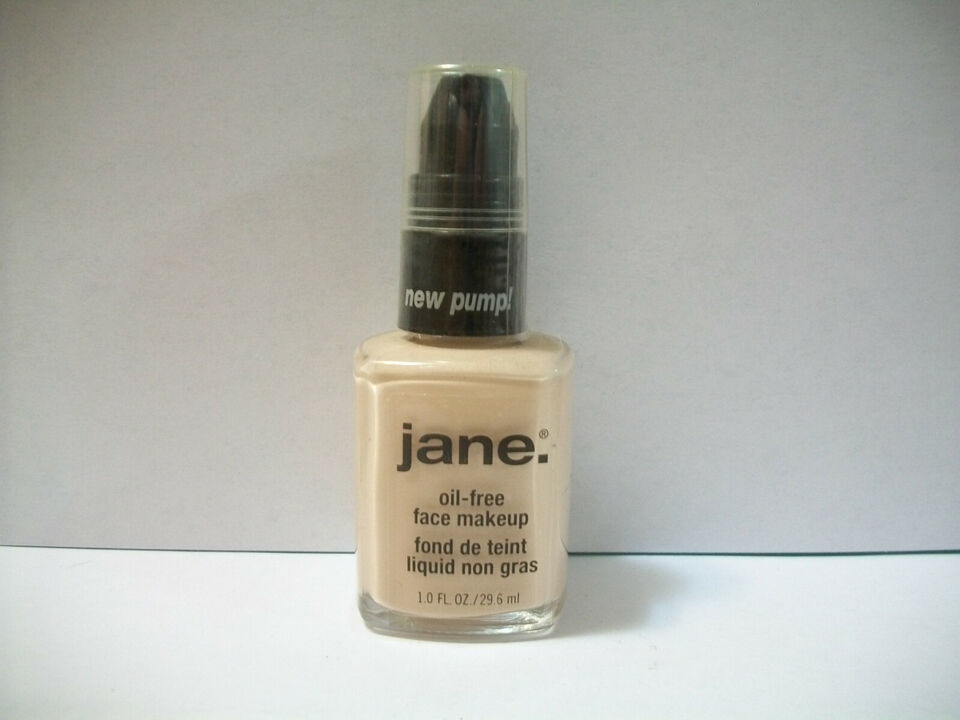 new pump!
jane.®
oil-free
face makeup
fond de teint
liquid non gras
1.0 FL. OZ./29.6 ml